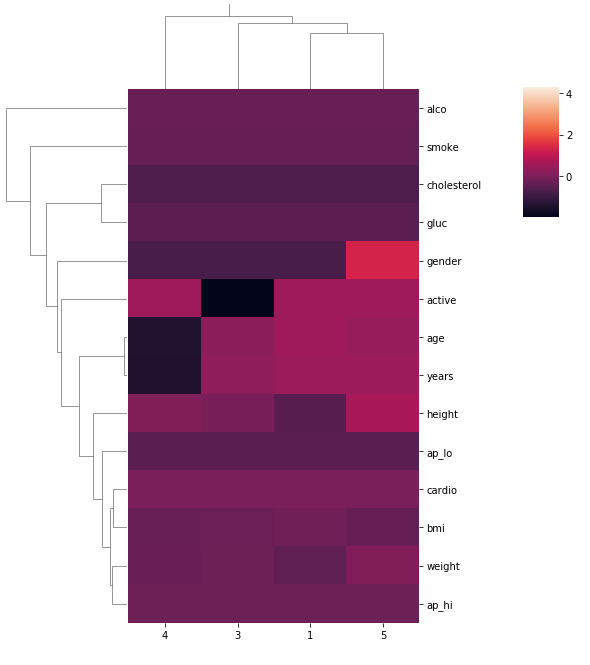 4
2
0
alco
smoke
cholesterol
gluc
gender
active
age
years
height
ap_lo
cardio
bmi
weight
ap_hi
4 3 1 5